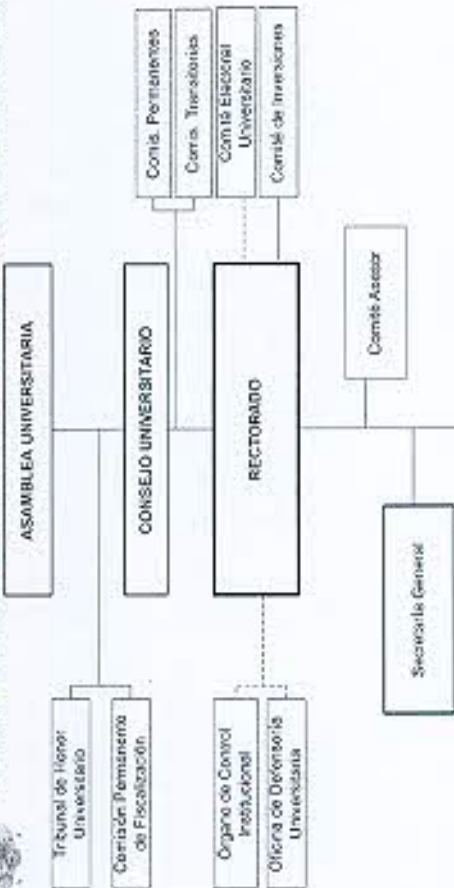 ASAMBLEA UNIVERSITARIA
Tribunal de Honor
Universitario
Comisión Permanente
de Fiscalización
CONSEJO UNIVERSITARIO
Comis. Permanentes
Comis. Transitorias
Comité Electoral
Universitario
Comité de Inversiones
RECTORADO
Órgano de Control
Institucional
Oficina de Defensoría
Universitaria
Comité Asesor
Secretaría General